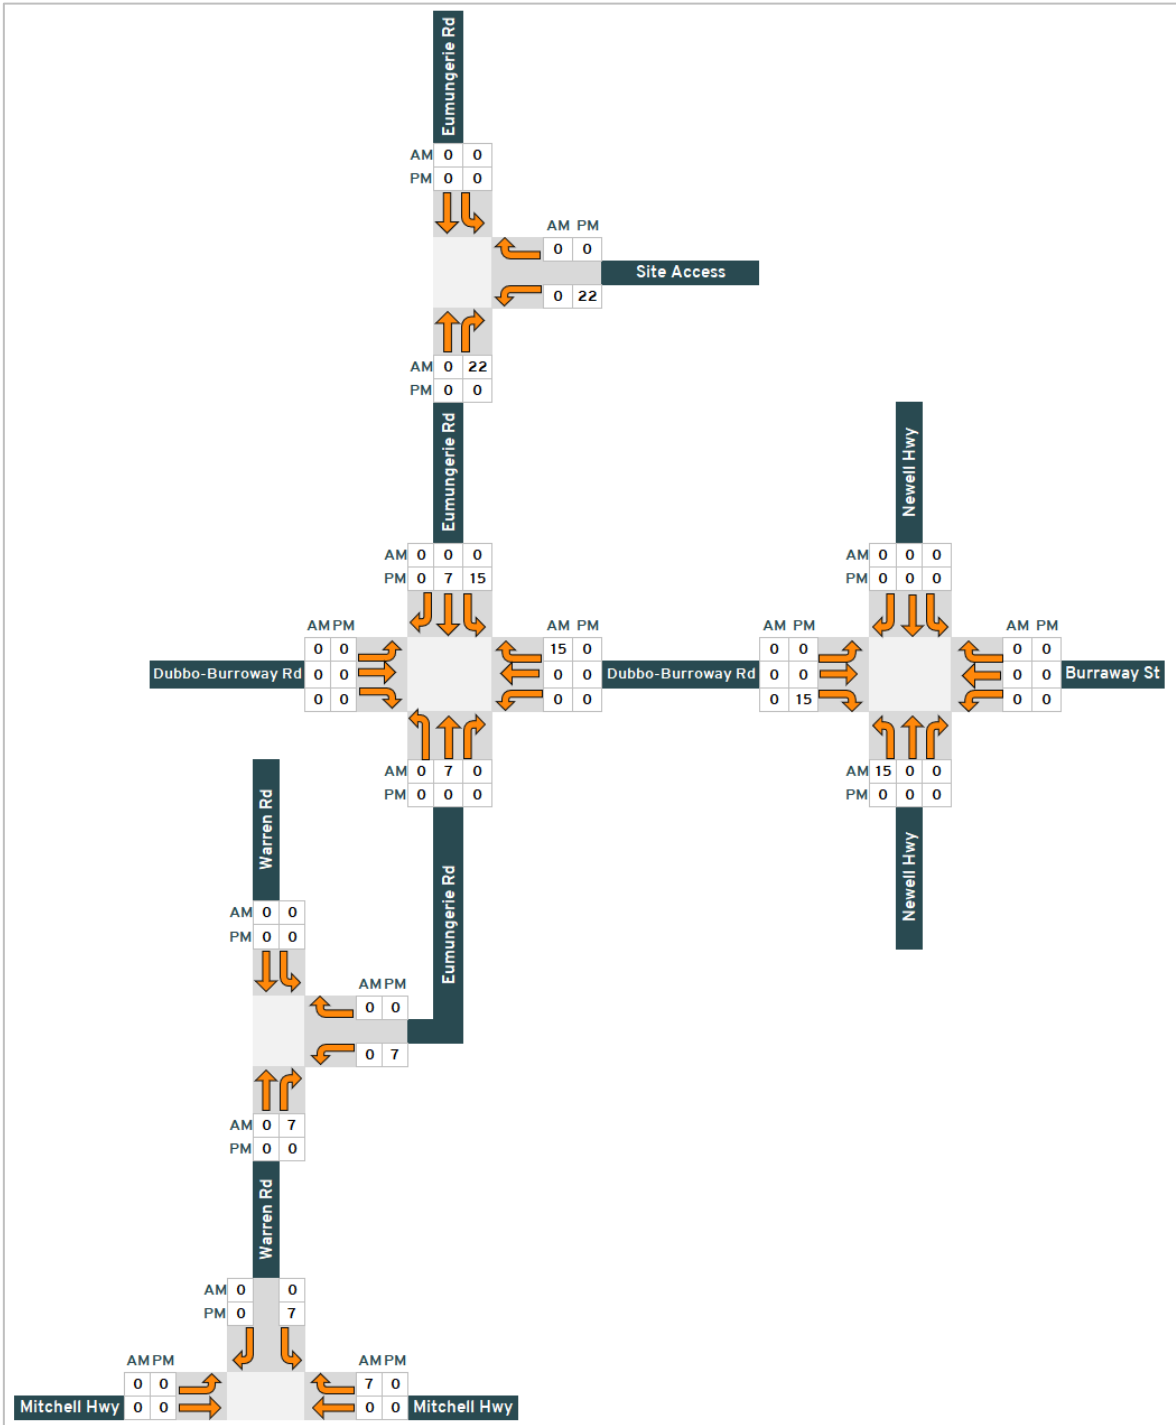 Eumungerie Rd
AM 0 0
PM 0 0
AM PM
0 0
Site Access
0 22
AM 0 22
PM 0 0
Eumungerie Rd
Newell Hwy
AM 0 0 0
PM 0 7 15
AM 0 0 0
PM 0 0 0
AM PM
0 0
0 0
0 0
Dubbo-Burroway Rd
AM PM
15 0
0 0
0 0
Dubbo-Burroway Rd
AM PM
0 0
0 0
0 15
AM PM
0 0
0 0
0 0
Burraway St
AM 0 7 0
PM 0 0 0
AM 15 0 0
PM 0 0 0
Warren Rd
Eumungerie Rd
Newell Hwy
AM 0 0
PM 0 0
AM PM
0 0
0 7
AM 0 7
PM 0 0
Warren Rd
AM 0 0
PM 0 7
AM PM
0 0
0 0
Mitchell Hwy
AM PM
7 0
0 0
Mitchell Hwy